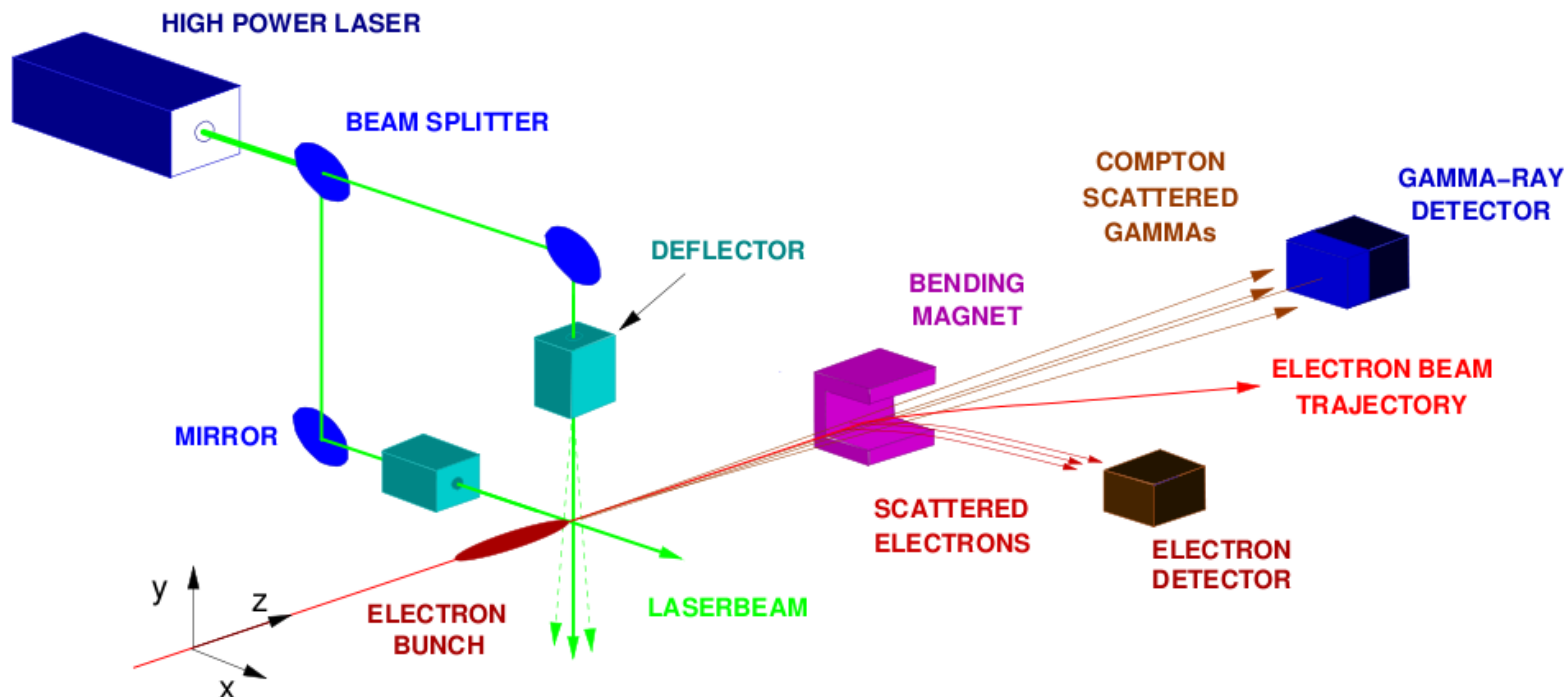 HIGH POWER LASER
BEAM SPLITTER
COMPTON
SCATTERED
GAMMAs
GAMMA-RAY
DETECTOR
DEFLECTOR
BENDING
MAGNET
ELECTRON BEAM
TRAJECTORY
MIRROR
SCATTERED
ELECTRONS
ELECTRON
DETECTOR
LASERBEAM
ELECTRON
BUNCH
y
z
x